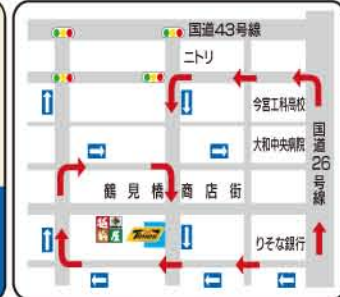 国道43号線
ニトリ
今宮工科高校
大和中央病院
国道26号線
鶴見橋商店街
りそな銀行